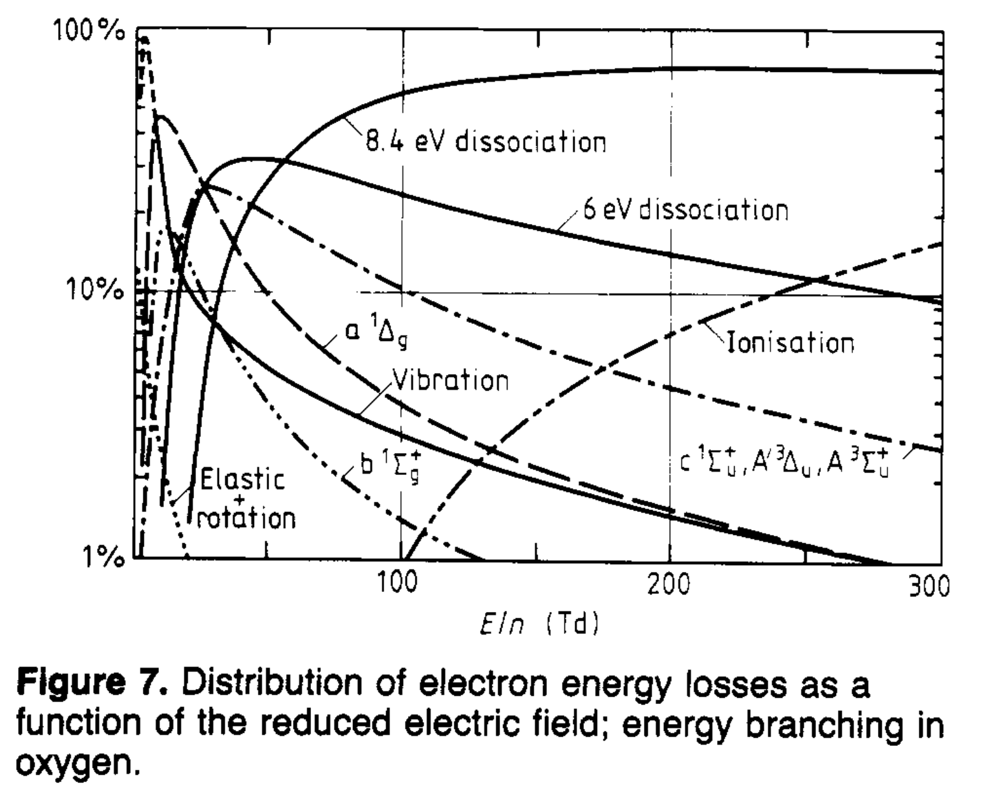 100%
8.4 eV dissociation
6 eV dissociation
10%
a ¹Δg
Ionisation
Vibration
b ¹Σg⁺
c ¹Σu⁺, A′ ³Δu, A ³Σu⁺
Elastic
+
rotation
1%
100
200
300
E/n (Td)
Figure 7. Distribution of electron energy losses as a
function of the reduced electric field; energy branching in
oxygen.